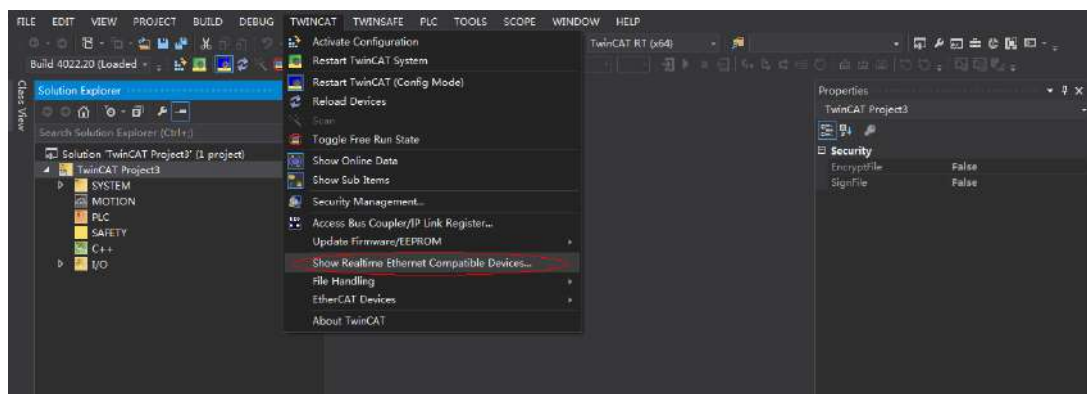 FILE EDIT VIEW PROJECT BUILD DEBUG TWINCAT TWINSAFE PLC TOOLS SCOPE WINDOW HELP
TwinCAT RT (x64)
Build 4022.20 (Loaded
Class View
Solution Explorer
Search Solution Explorer (Ctrl+;)
Solution 'TwinCAT Project3' (1 project)
TwinCAT Project3
SYSTEM
MOTION
PLC
SAFETY
C++
I/O
Activate Configuration
Restart TwinCAT System
Restart TwinCAT (Config Mode)
Reload Devices
Scan
Toggle Free Run State
Show Online Data
Show Sub Items
Security Management...
Access Bus Coupler/IP Link Register...
Update Firmware/EEPROM
Show Realtime Ethernet Compatible Devices...
File Handling
EtherCAT Devices
About TwinCAT
Properties
TwinCAT Project3
Security
EncryptFile False
SignFile False